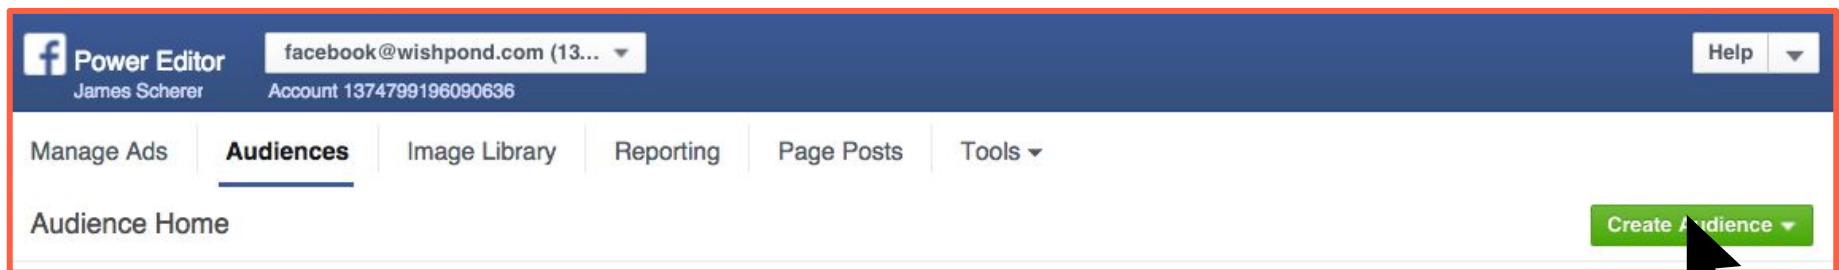 Power Editor
James Scherer
facebook@wishpond.com (13...
Account 1374799196090636
Help
Manage Ads
Audiences
Image Library
Reporting
Page Posts
Tools
Audience Home
Create Audience